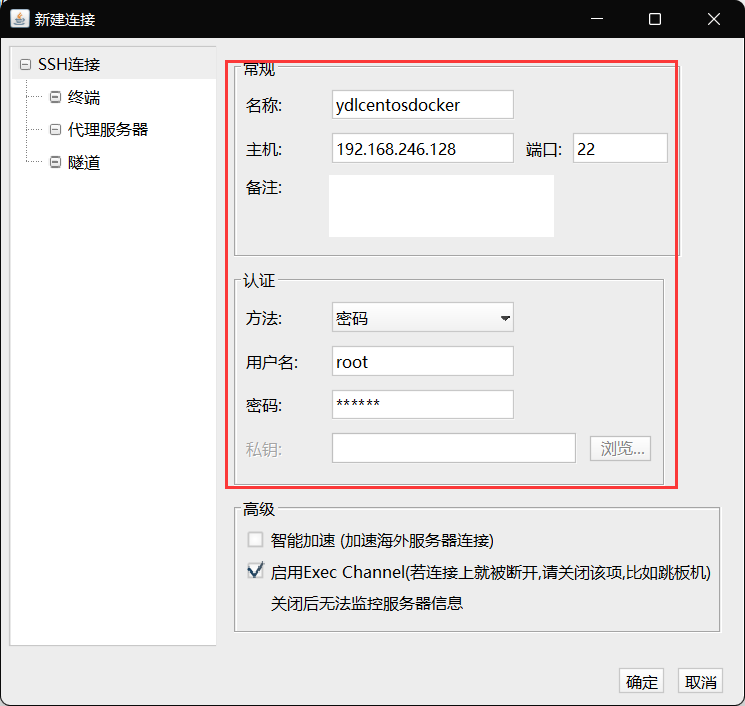 新建连接
SSH连接
终端
代理服务器
隧道
常规
名称: ydlcentosdocker
主机: 192.168.246.128 端口: 22
备注:
认证
方法: 密码
用户名: root
密码: ******
私钥: 浏览...
高级
智能加速 (加速海外服务器连接)
启用Exec Channel(若连接上就被断开,请关闭该项,比如跳板机)
关闭后无法监控服务器信息
确定 取消